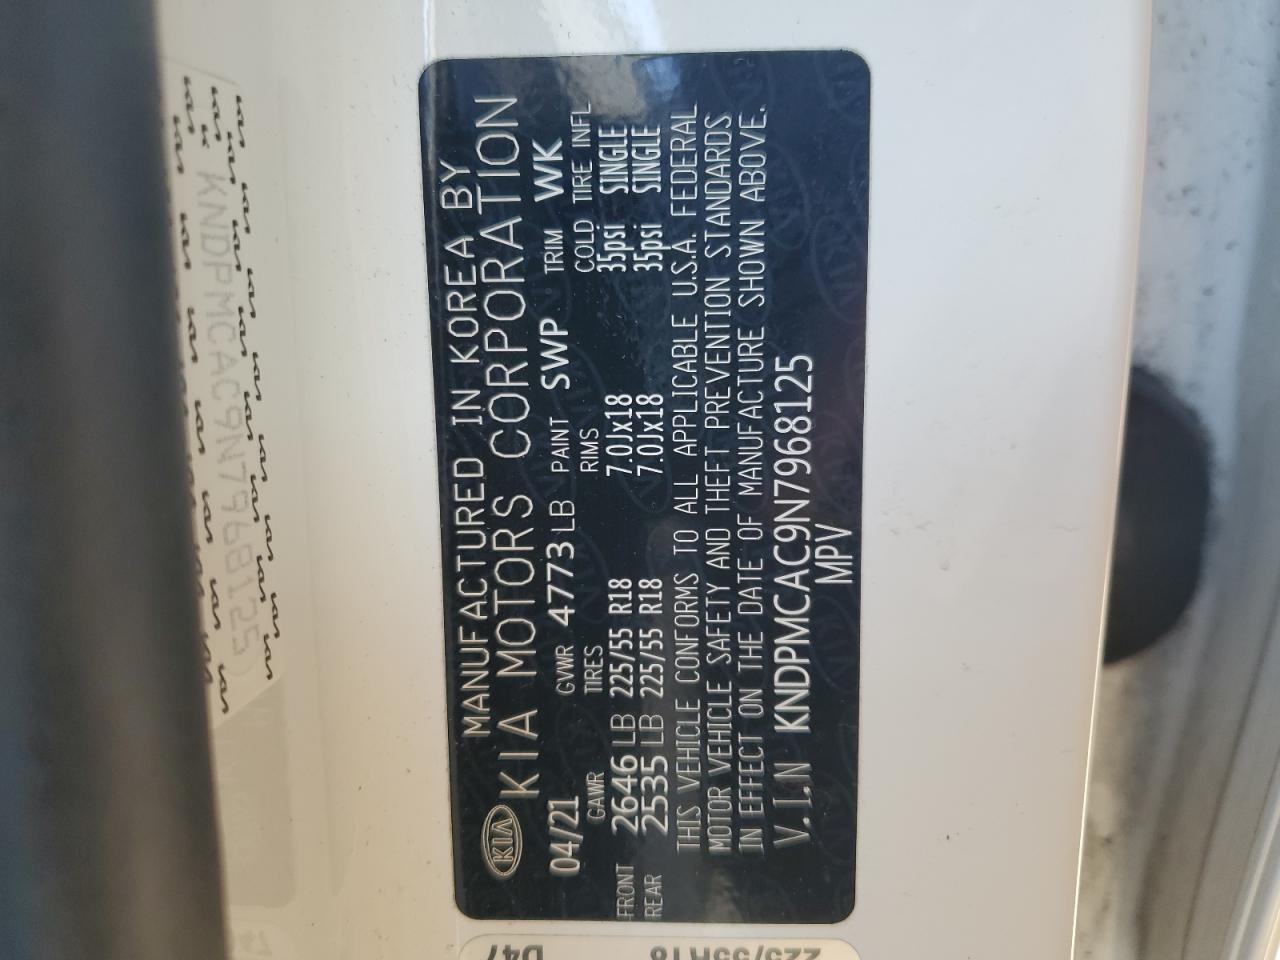 MANUFACTURED IN KOREA BY
KIA KIA MOTORS CORPORATION
04/21 GVWR 4773 LB PAINT SWP TRIM WK
GAWR TIRES RIMS COLD TIRE INFL
FRONT 2646 LB 225/55 R18 7.0Jx18 35psi SINGLE
REAR 2535 LB 225/55 R18 7.0Jx18 35psi SINGLE
THIS VEHICLE CONFORMS TO ALL APPLICABLE U.S.A. FEDERAL
MOTOR VEHICLE SAFETY AND THEFT PREVENTION STANDARDS
IN EFFECT ON THE DATE OF MANUFACTURE SHOWN ABOVE.
V.I.N KNDPMCAC9N7968125
MPV
KNDPMCAC9N7968125
D47
225/55R18